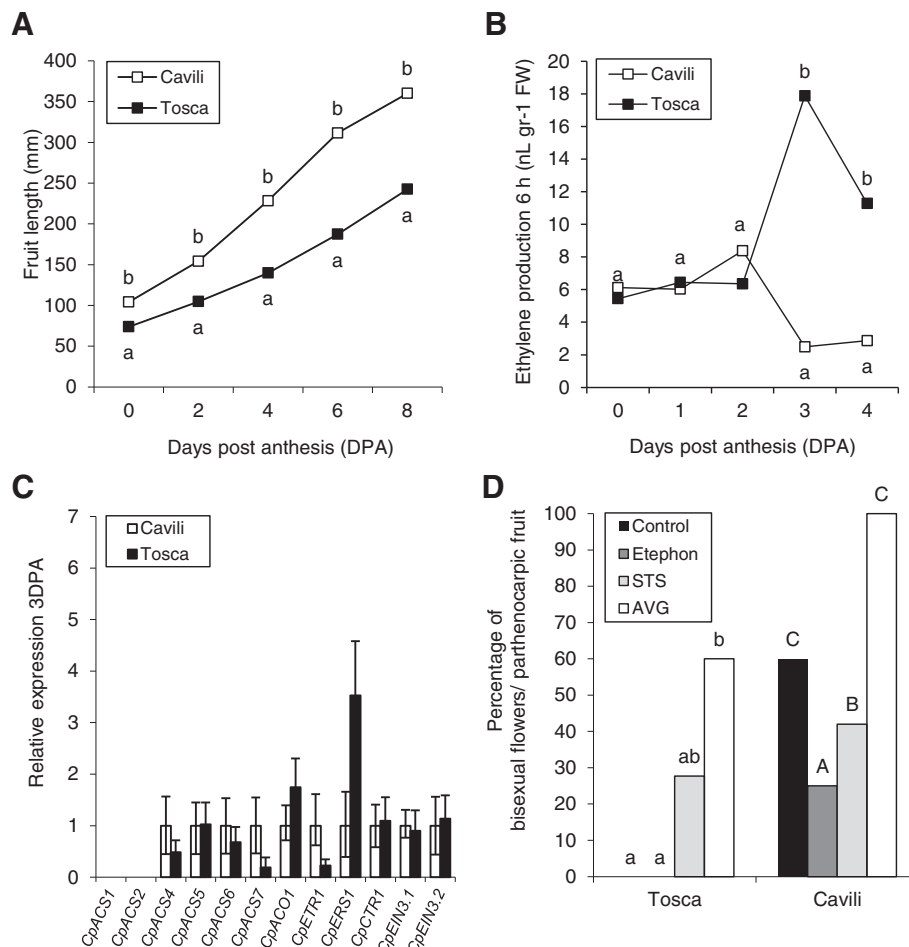 A
Cavili
Tosca
400
350
300
250
200
150
100
50
0
Fruit length (mm)
b
b
b
b
b
a
a
a
a
a
0 2 4 6 8
Days post anthesis (DPA)
B
Cavili
Tosca
20
18
16
14
12
10
8
6
4
2
0
Ethylene production 6 h (nL gr-1 FW)
a
a
a
b
b
a
a
0 1 2 3 4
Days post anthesis (DPA)
C
Cavili
Tosca
7
6
5
4
3
2
1
0
Relative expression 3DPA
CpACS1
CpACS2
CpACS4
CpACS5
CpACS6
CpACS7
CpACO1
CpETR1
CpERS1
CpCTR1
CpEIN3.1
CpEIN3.2
D
Control
Etephon
STS
AVG
100
90
80
70
60
50
40
30
20
10
0
Percentage of
bisexual flowers/ parthenocarpic fruit
a
a
ab
b
C
A
B
C
Tosca Cavili